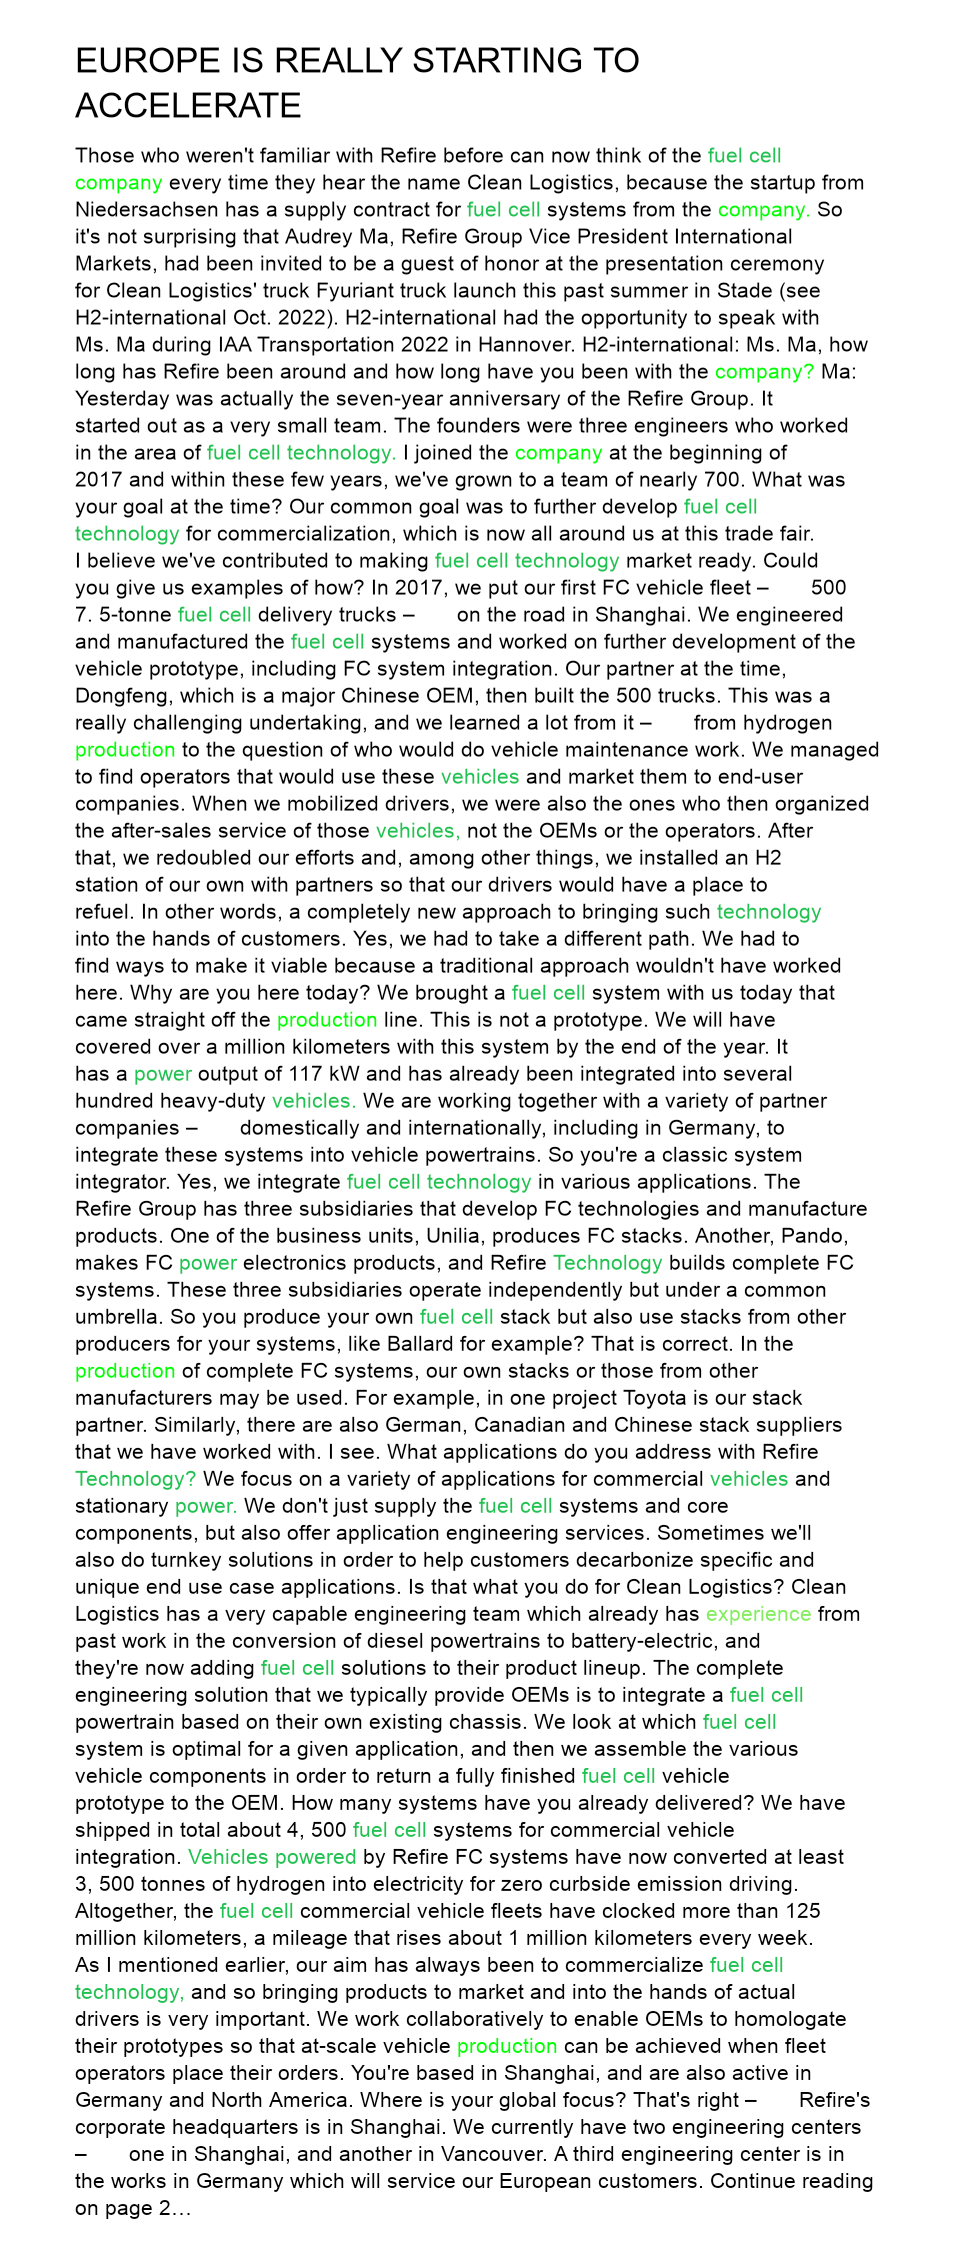 EUROPE IS REALLY STARTING TO
ACCELERATE
Those who weren't familiar with Refire before can now think of the fuel cell
company every time they hear the name Clean Logistics, because the startup from
Niedersachsen has a supply contract for fuel cell systems from the company. So
it's not surprising that Audrey Ma, Refire Group Vice President International
Markets, had been invited to be a guest of honor at the presentation ceremony
for Clean Logistics' truck Fyuriant truck launch this past summer in Stade (see
H2-international Oct. 2022). H2-international had the opportunity to speak with
Ms. Ma during IAA Transportation 2022 in Hannover. H2-international: Ms. Ma, how
long has Refire been around and how long have you been with the company? Ma:
Yesterday was actually the seven-year anniversary of the Refire Group. It
started out as a very small team. The founders were three engineers who worked
in the area of fuel cell technology. I joined the company at the beginning of
2017 and within these few years, we've grown to a team of nearly 700. What was
your goal at the time? Our common goal was to further develop fuel cell
technology for commercialization, which is now all around us at this trade fair.
I believe we've contributed to making fuel cell technology market ready. Could
you give us examples of how? In 2017, we put our first FC vehicle fleet – 500
7. 5-tonne fuel cell delivery trucks – on the road in Shanghai. We engineered
and manufactured the fuel cell systems and worked on further development of the
vehicle prototype, including FC system integration. Our partner at the time,
Dongfeng, which is a major Chinese OEM, then built the 500 trucks. This was a
really challenging undertaking, and we learned a lot from it – from hydrogen
production to the question of who would do vehicle maintenance work. We managed
to find operators that would use these vehicles and market them to end-user
companies. When we mobilized drivers, we were also the ones who then organized
the after-sales service of those vehicles, not the OEMs or the operators. After
that, we redoubled our efforts and, among other things, we installed an H2
station of our own with partners so that our drivers would have a place to
refuel. In other words, a completely new approach to bringing such technology
into the hands of customers. Yes, we had to take a different path. We had to
find ways to make it viable because a traditional approach wouldn't have worked
here. Why are you here today? We brought a fuel cell system with us today that
came straight off the production line. This is not a prototype. We will have
covered over a million kilometers with this system by the end of the year. It
has a power output of 117 kW and has already been integrated into several
hundred heavy-duty vehicles. We are working together with a variety of partner
companies – domestically and internationally, including in Germany, to
integrate these systems into vehicle powertrains. So you're a classic system
integrator. Yes, we integrate fuel cell technology in various applications. The
Refire Group has three subsidiaries that develop FC technologies and manufacture
products. One of the business units, Unilia, produces FC stacks. Another, Pando,
makes FC power electronics products, and Refire Technology builds complete FC
systems. These three subsidiaries operate independently but under a common
umbrella. So you produce your own fuel cell stack but also use stacks from other
producers for your systems, like Ballard for example? That is correct. In the
production of complete FC systems, our own stacks or those from other
manufacturers may be used. For example, in one project Toyota is our stack
partner. Similarly, there are also German, Canadian and Chinese stack suppliers
that we have worked with. I see. What applications do you address with Refire
Technology? We focus on a variety of applications for commercial vehicles and
stationary power. We don't just supply the fuel cell systems and core
components, but also offer application engineering services. Sometimes we'll
also do turnkey solutions in order to help customers decarbonize specific and
unique end use case applications. Is that what you do for Clean Logistics? Clean
Logistics has a very capable engineering team which already has experience from
past work in the conversion of diesel powertrains to battery-electric, and
they're now adding fuel cell solutions to their product lineup. The complete
engineering solution that we typically provide OEMs is to integrate a fuel cell
powertrain based on their own existing chassis. We look at which fuel cell
system is optimal for a given application, and then we assemble the various
vehicle components in order to return a fully finished fuel cell vehicle
prototype to the OEM. How many systems have you already delivered? We have
shipped in total about 4, 500 fuel cell systems for commercial vehicle
integration. Vehicles powered by Refire FC systems have now converted at least
3, 500 tonnes of hydrogen into electricity for zero curbside emission driving.
Altogether, the fuel cell commercial vehicle fleets have clocked more than 125
million kilometers, a mileage that rises about 1 million kilometers every week.
As I mentioned earlier, our aim has always been to commercialize fuel cell
technology, and so bringing products to market and into the hands of actual
drivers is very important. We work collaboratively to enable OEMs to homologate
their prototypes so that at-scale vehicle production can be achieved when fleet
operators place their orders. You're based in Shanghai, and are also active in
Germany and North America. Where is your global focus? That's right – Refire's
corporate headquarters is in Shanghai. We currently have two engineering centers
– one in Shanghai, and another in Vancouver. A third engineering center is in
the works in Germany which will service our European customers. Continue reading
on page 2…